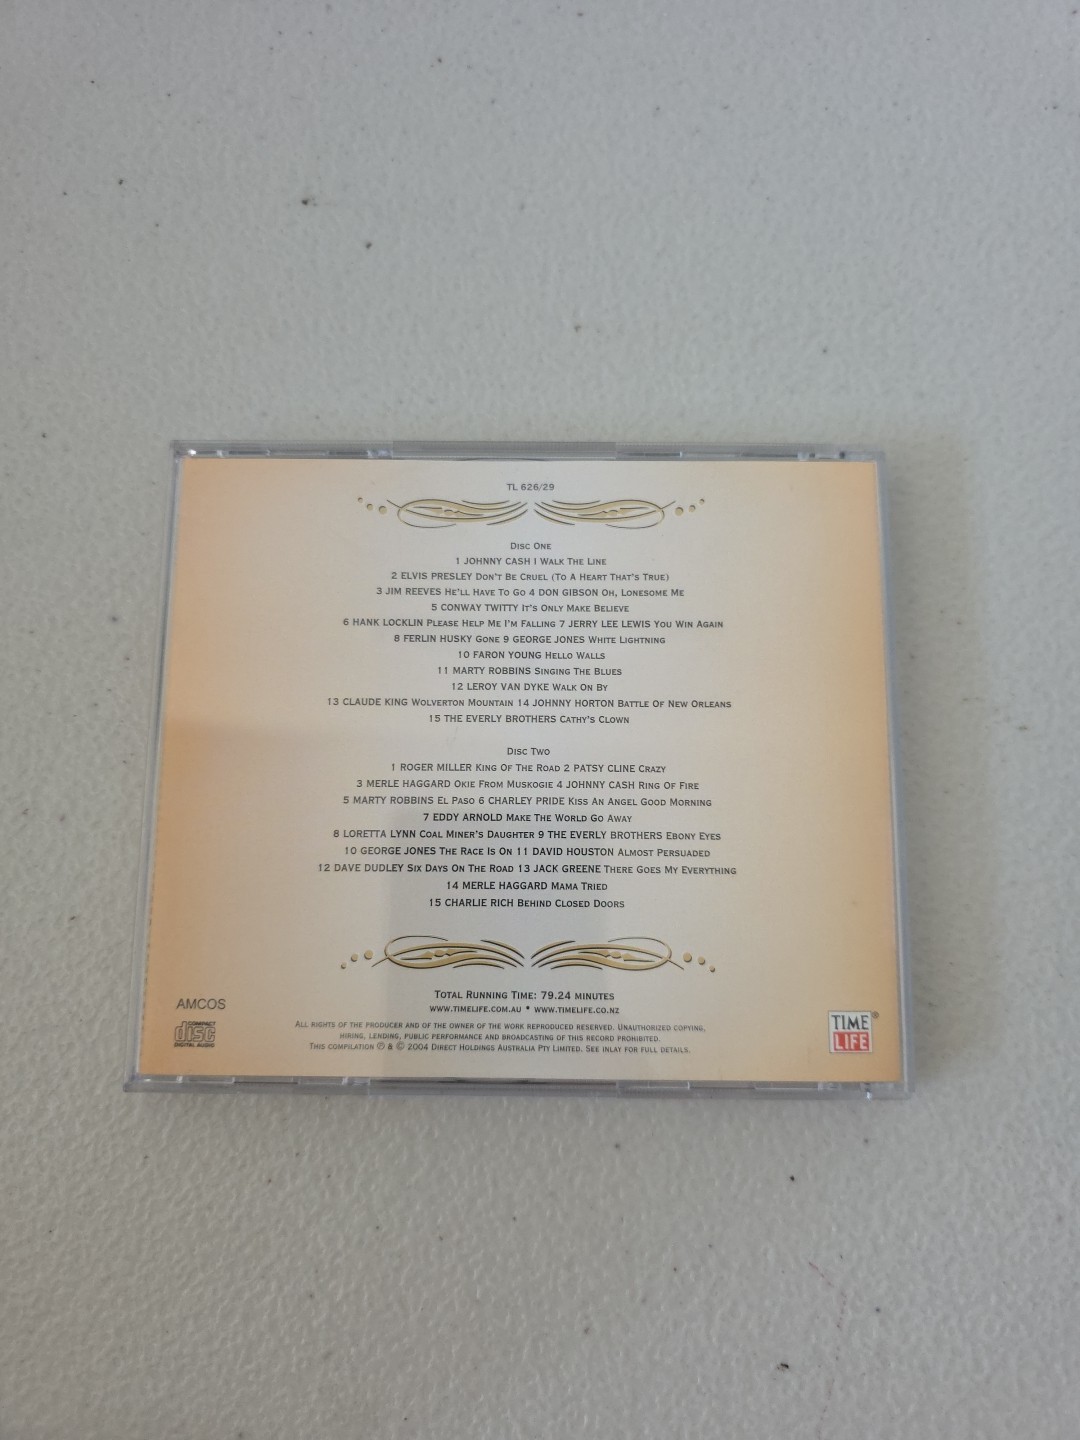 TL 626/29
Disc One
1 JOHNNY CASH I Walk The Line
2 ELVIS PRESLEY Don't Be Cruel (To A Heart That's True)
3 JIM REEVES He'll Have To Go 4 DON GIBSON Oh, Lonesome Me
5 CONWAY TWITTY It's Only Make Believe
6 HANK LOCKLIN Please Help Me I'm Falling 7 JERRY LEE LEWIS You Win Again
8 FERLIN HUSKY Gone 9 GEORGE JONES White Lightning
10 FARON YOUNG Hello Walls
11 MARTY ROBBINS Singing The Blues
12 LEROY VAN DYKE Walk On By
13 CLAUDE KING Wolverton Mountain 14 JOHNNY HORTON Battle Of New Orleans
15 THE EVERLY BROTHERS Cathy's Clown
Disc Two
1 ROGER MILLER King Of The Road 2 PATSY CLINE Crazy
3 MERLE HAGGARD Okie From Muskogie 4 JOHNNY CASH Ring Of Fire
5 MARTY ROBBINS El Paso 6 CHARLEY PRIDE Kiss An Angel Good Morning
7 EDDY ARNOLD Make The World Go Away
8 LORETTA LYNN Coal Miner's Daughter 9 THE EVERLY BROTHERS Ebony Eyes
10 GEORGE JONES The Race Is On 11 DAVID HOUSTON Almost Persuaded
12 DAVE DUDLEY Six Days On The Road 13 JACK GREENE There Goes My Everything
14 MERLE HAGGARD Mama Tried
15 CHARLIE RICH Behind Closed Doors
Total Running Time: 79.24 minutes
www.timelife.com.au • www.timelife.co.nz
All rights of the producer and of the owner of the work reproduced reserved. Unauthorized copying,
hiring, lending, public performance and broadcasting of this record prohibited.
This compilation ℗ & © 2004 Direct Holdings Australia Pty Limited. See inlay for full details.
AMCOS
COMPACT
disc
DIGITAL AUDIO
TIME ®
LIFE